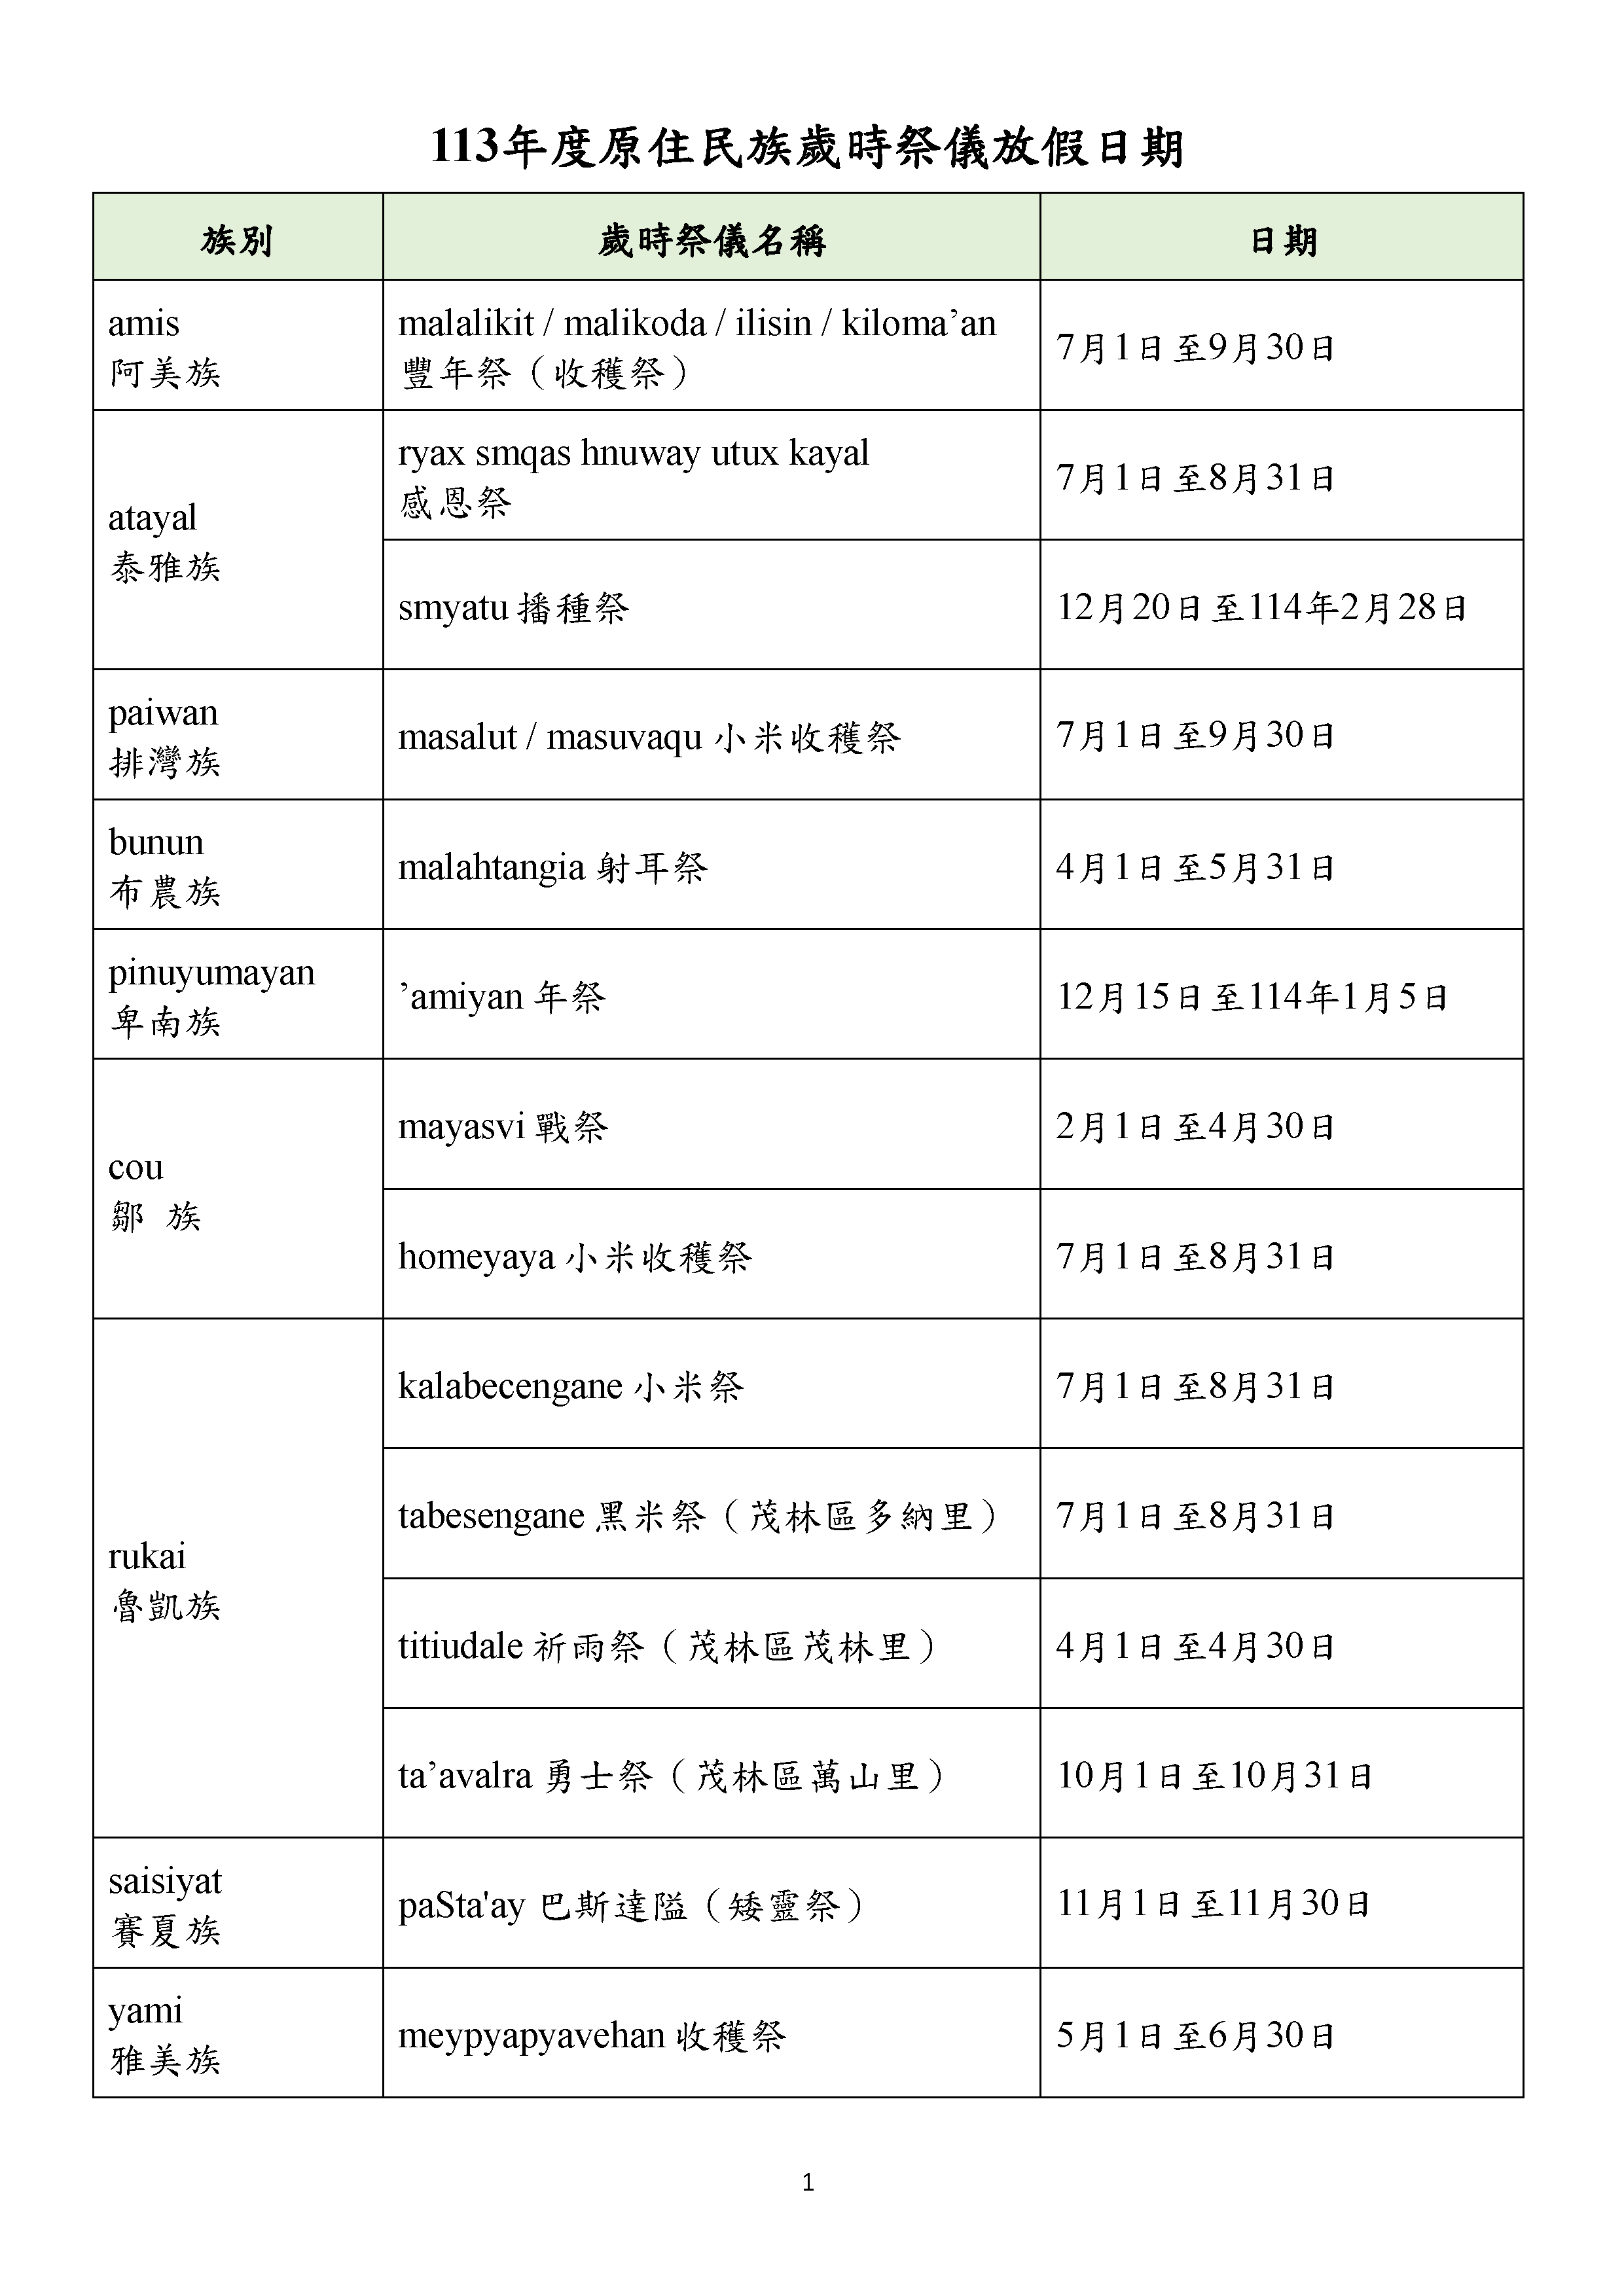 113年度原住民族歲時祭儀放假日期
族別 歲時祭儀名稱 日期
amis
阿美族
malalikit / malikoda / ilisin / kiloma’an
豐年祭（收穫祭）
7月1日至9月30日
atayal
泰雅族
ryax smqas hnuway utux kayal
感恩祭
7月1日至8月31日
smyatu 播種祭
12月20日至114年2月28日
paiwan
排灣族
masalut / masuvaqu 小米收穫祭
7月1日至9月30日
bunun
布農族
malahtangia 射耳祭
4月1日至5月31日
pinuyumayan
卑南族
’amiyan 年祭
12月15日至114年1月5日
cou
鄒 族
mayasvi 戰祭
2月1日至4月30日
homeyaya 小米收穫祭
7月1日至8月31日
rukai
魯凱族
kalabecengane 小米祭
7月1日至8月31日
tabesengane 黑米祭（茂林區多納里）
7月1日至8月31日
titiudale 祈雨祭（茂林區茂林里）
4月1日至4月30日
ta’avalra 勇士祭（茂林區萬山里）
10月1日至10月31日
saisiyat
賽夏族
paSta'ay 巴斯達隘（矮靈祭）
11月1日至11月30日
yami
雅美族
meypyapyavehan 收穫祭
5月1日至6月30日
1